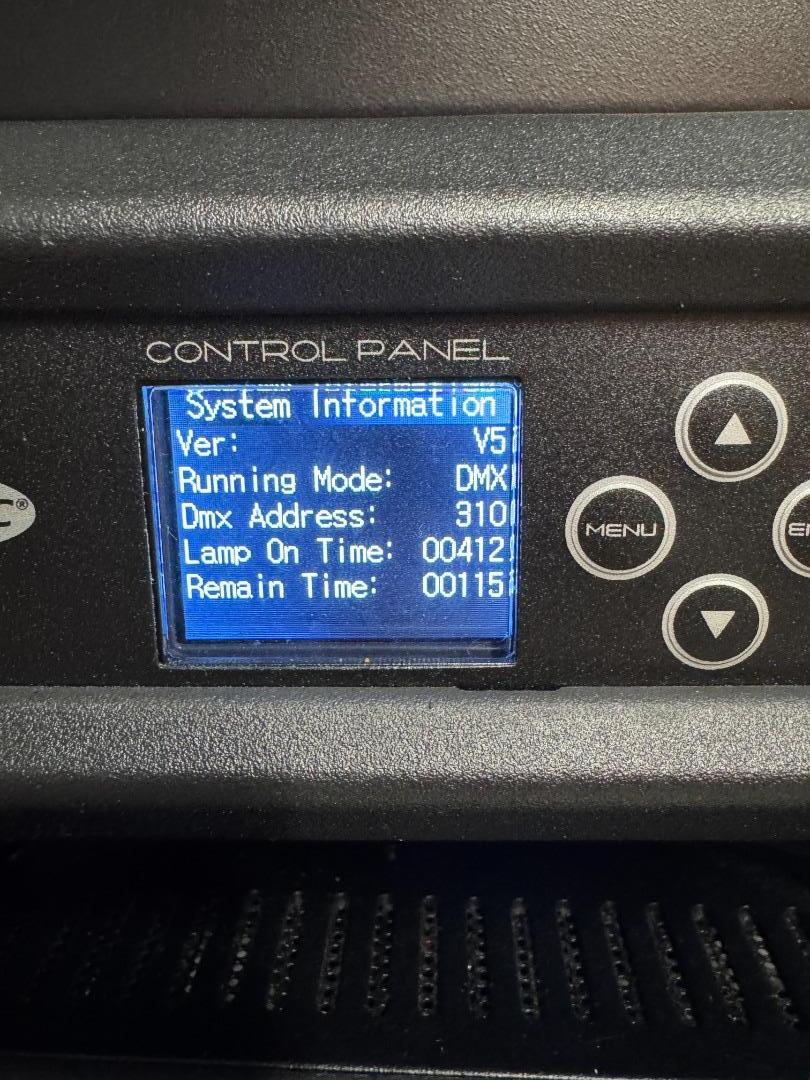 CONTROL PANEL
System Information
Ver: V5
Running Mode: DMX
Dmx Address: 310
Lamp On Time: 00412
Remain Time: 00115
C®
MENU